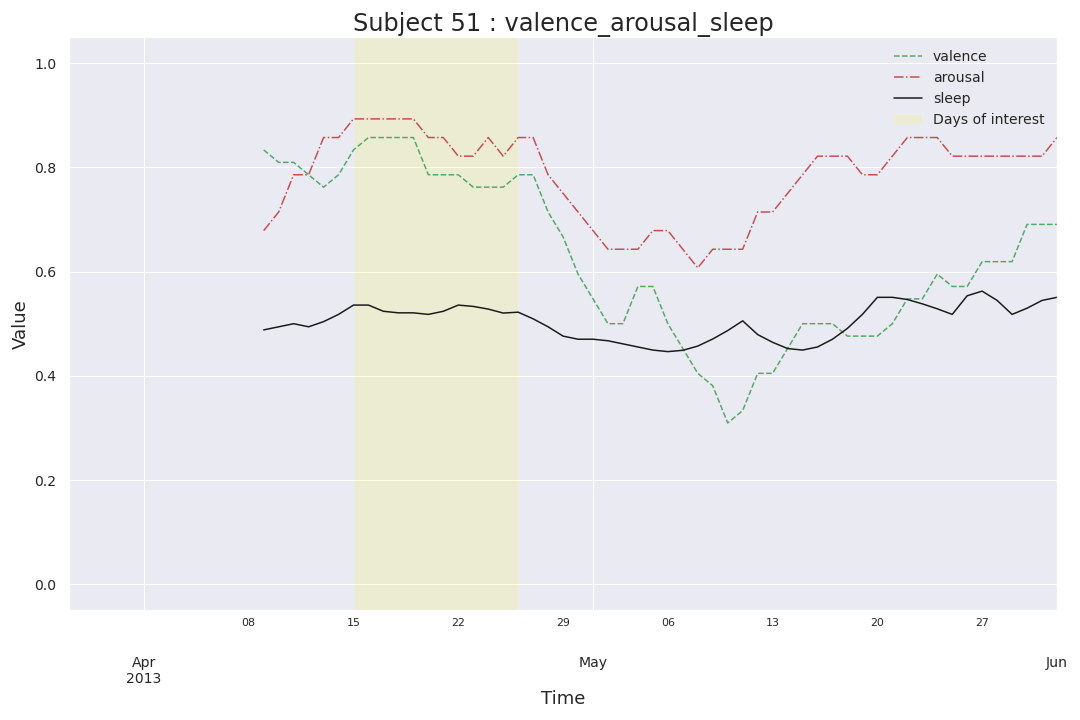 Subject 51 : valence_arousal_sleep
valence
arousal
sleep
Days of interest
1.0
0.8
0.6
0.4
0.2
0.0
Value
08 15 22 29 06 13 20 27
Apr May Jun
2013
Time